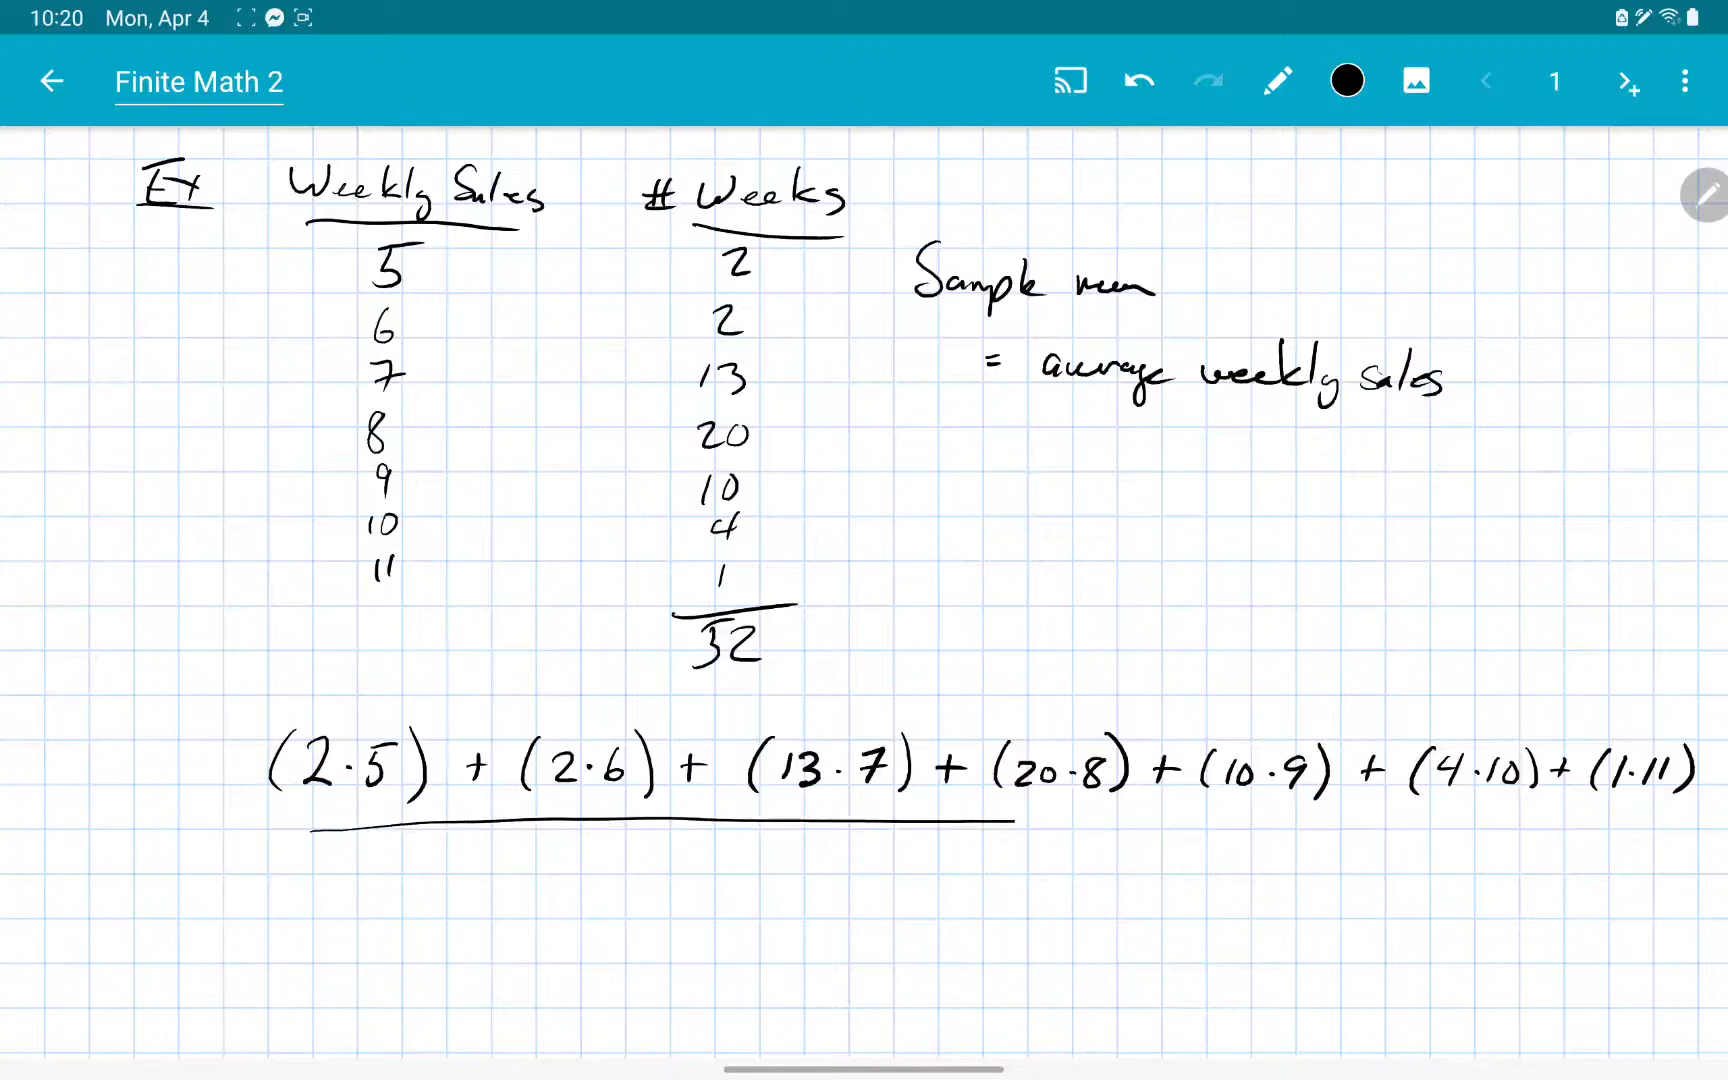 10:20 Mon, Apr 4
Finite Math 2
1
Ex Weekly Sales # Weeks
5 2
6 2
7 13
8 20
9 10
10 4
11 1
52
Sample mean
= average weekly sales
(2·5) + (2·6) + (13·7) + (20·8) + (10·9) + (4·10) + (1·11)